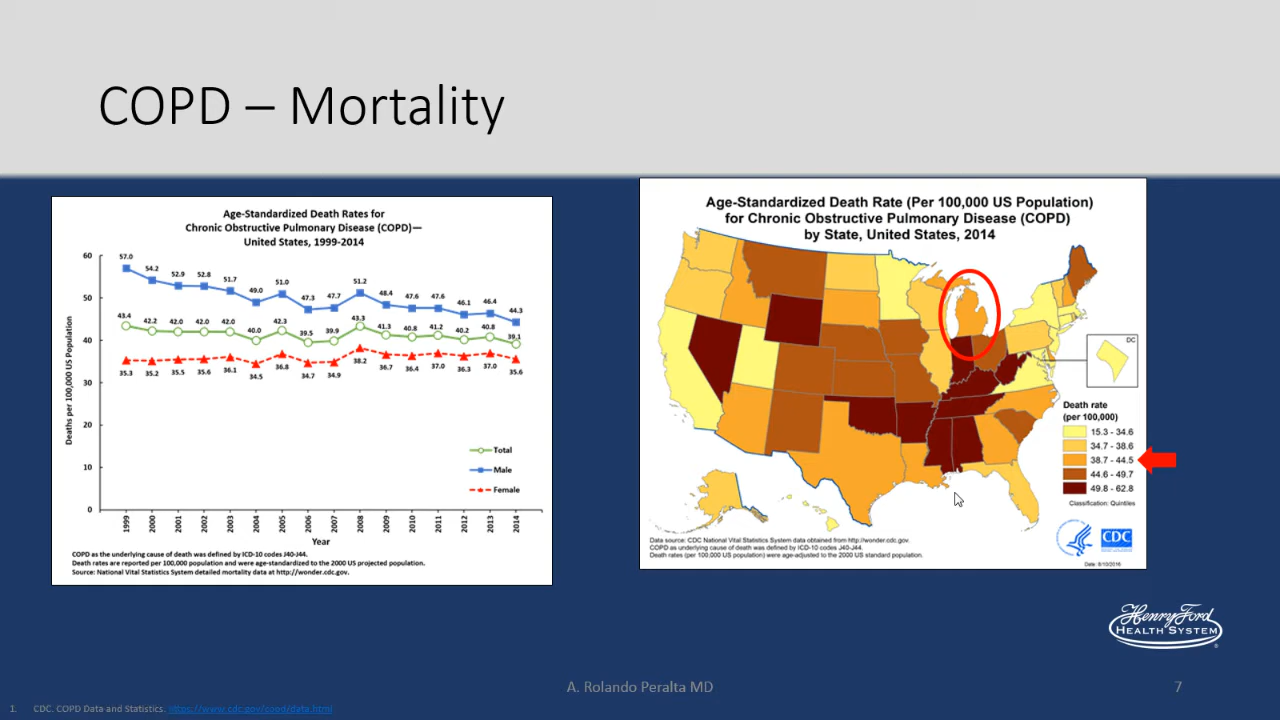 COPD – Mortality
Age-Standardized Death Rates for
Chronic Obstructive Pulmonary Disease (COPD)—
United States, 1999-2014
Deaths per 100,000 US Population
60
50
40
30
20
10
0
57.0 54.2 52.9 52.8 51.7 49.0 51.0 47.3 47.7 51.2 48.4 47.6 47.6 46.1 46.4 44.3
43.4 42.2 42.0 42.0 42.0 40.0 42.3 39.5 39.9 43.3 41.3 40.8 41.2 40.2 40.8 39.1
35.3 35.2 35.5 35.6 36.1 34.5 36.8 34.7 34.9 38.2 36.7 36.4 37.0 36.3 37.0 35.6
Total
Male
Female
1999 2000 2001 2002 2003 2004 2005 2006 2007 2008 2009 2010 2011 2012 2013 2014
Year
COPD as the underlying cause of death was defined by ICD-10 codes J40-J44.
Death rates are reported per 100,000 population and were age-standardized to the 2000 US projected population.
Source: National Vital Statistics System detailed mortality data at http://wonder.cdc.gov.
Age-Standardized Death Rate (Per 100,000 US Population)
for Chronic Obstructive Pulmonary Disease (COPD)
by State, United States, 2014
DC
Death rate
(per 100,000)
15.3 - 34.6
34.7 - 38.6
38.7 - 44.5
44.6 - 49.7
49.8 - 62.8
Classification: Quintiles
Data source: CDC National Vital Statistics System data obtained from http://wonder.cdc.gov.
COPD as underlying cause of death was defined by ICD-10 codes J40-J44.
Death rates (per 100,000 US population) were age-adjusted to the 2000 US standard population.
CDC
Date: 8/10/2016
Henry Ford
HEALTH SYSTEM®
A. Rolando Peralta MD
7
1. CDC. COPD Data and Statistics. https://www.cdc.gov/copd/data.html